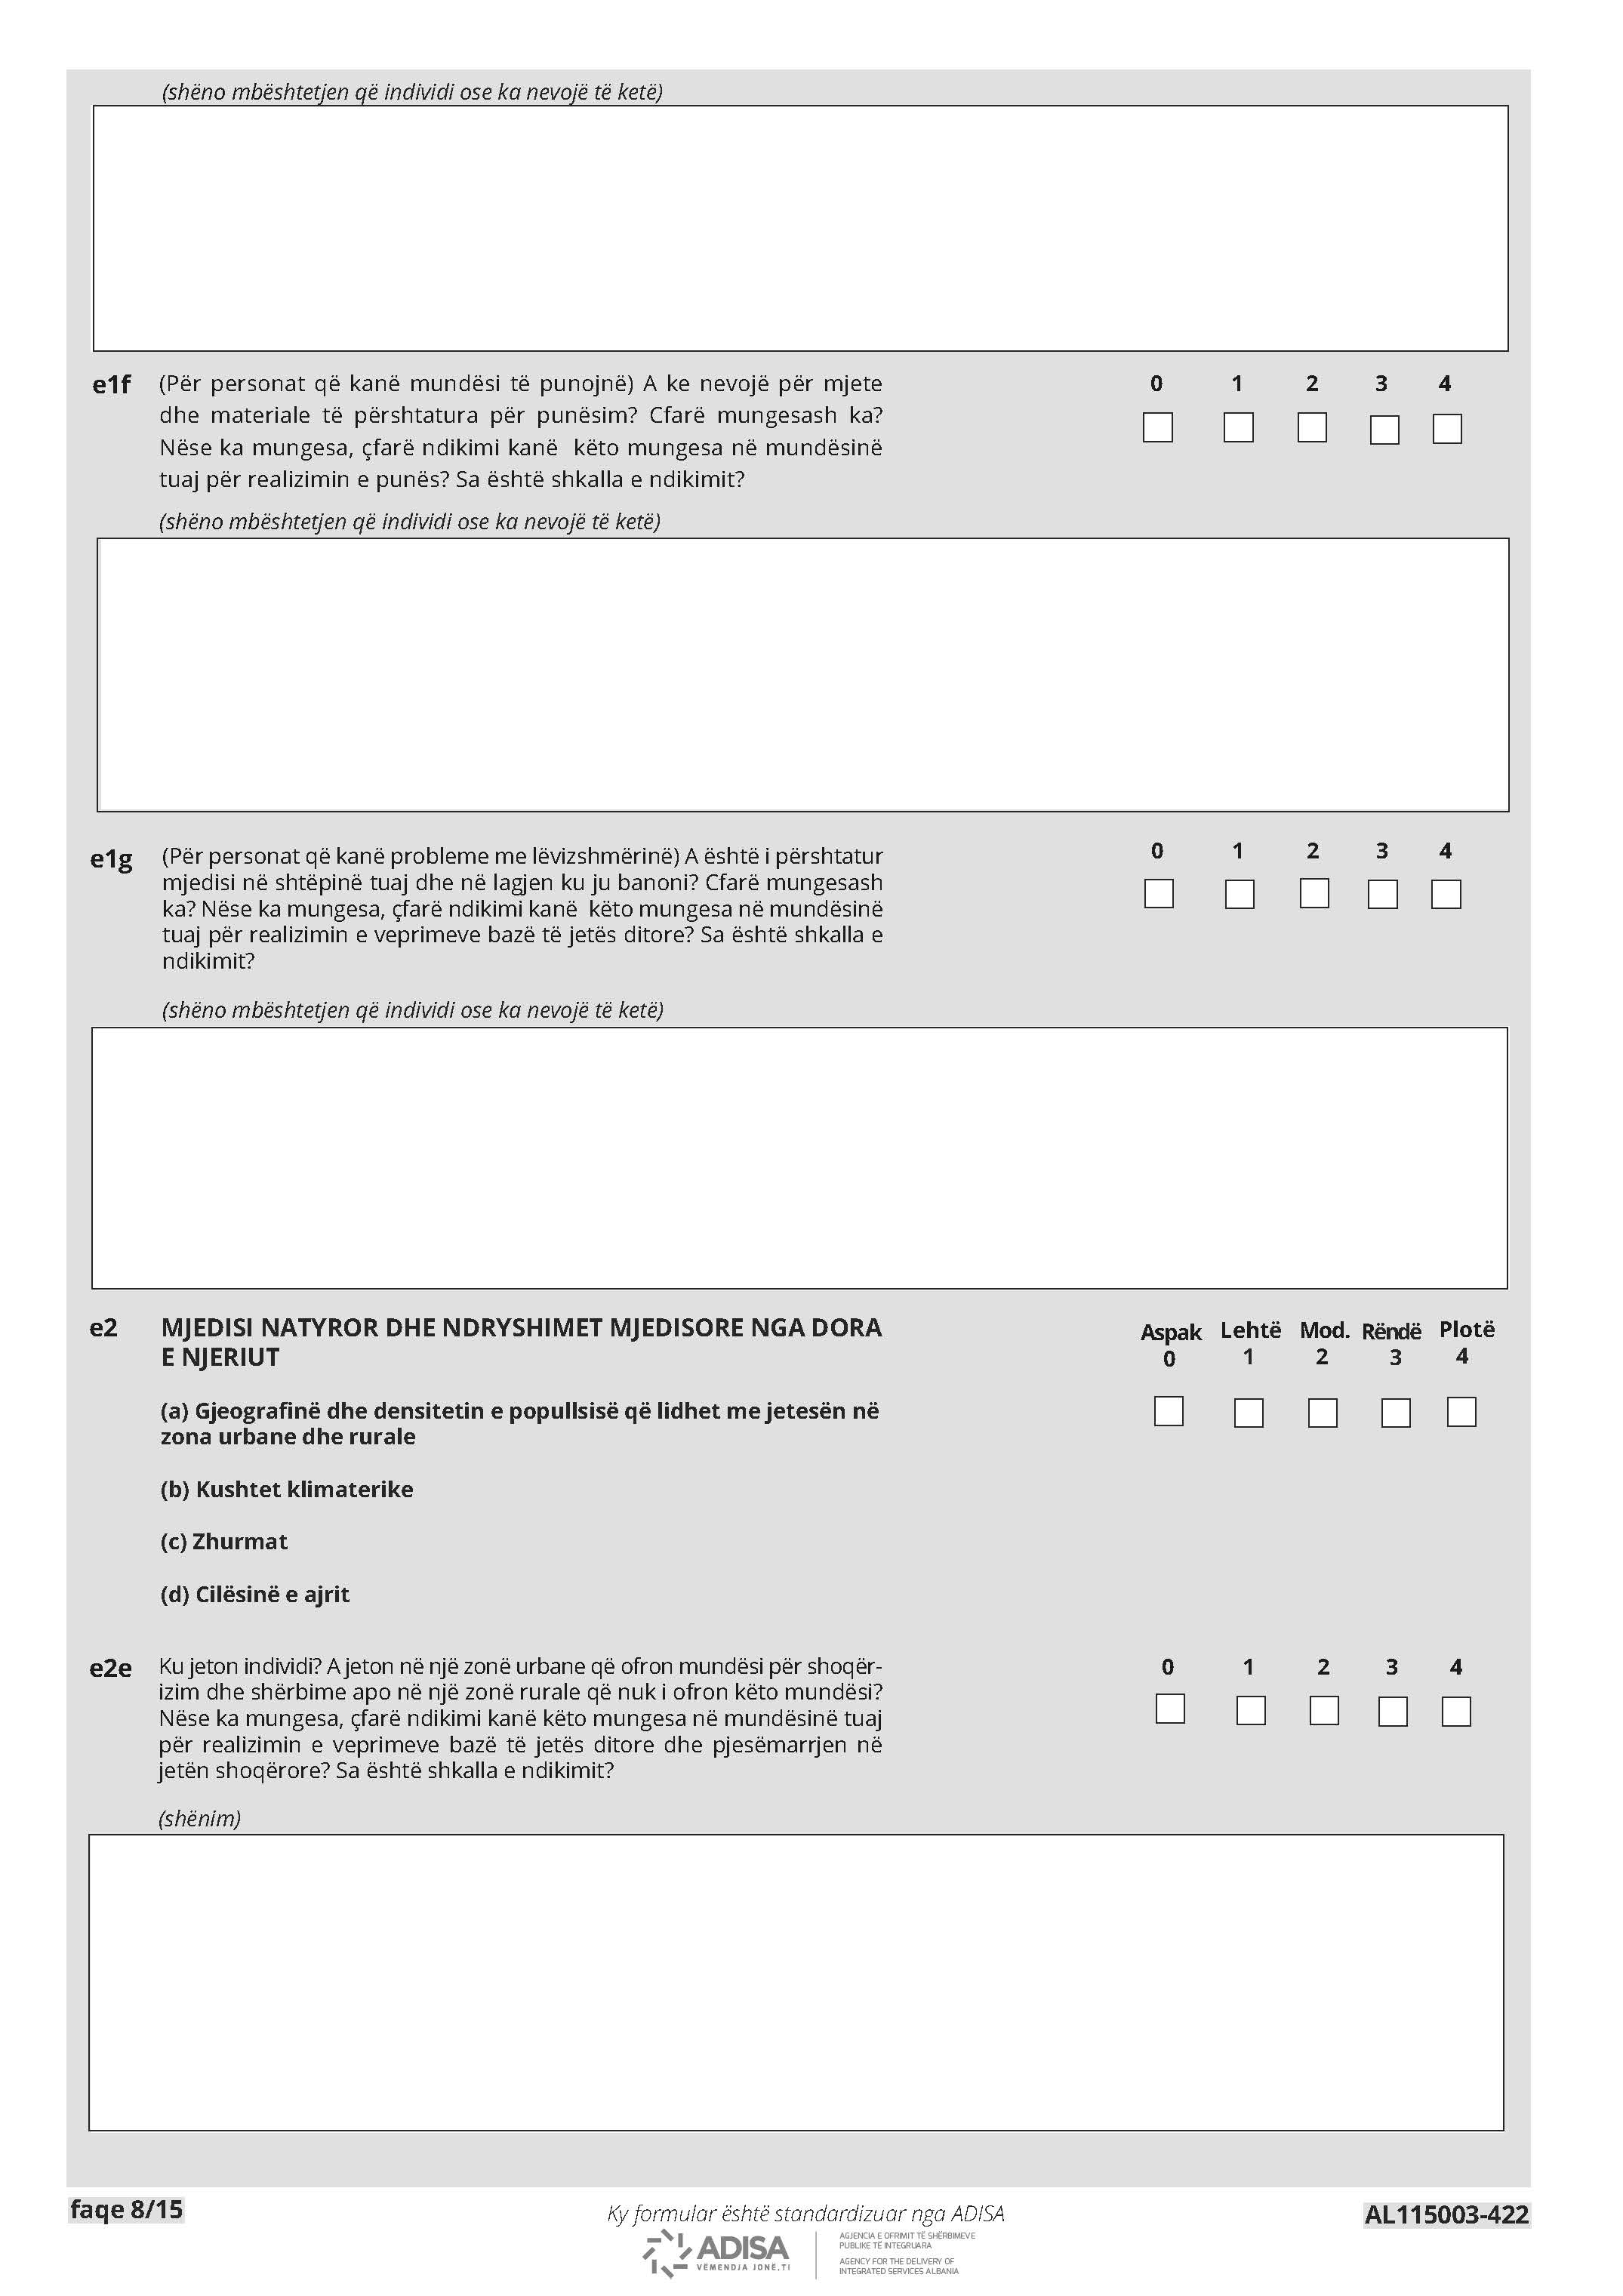 (shëno mbështetjen që individi ose ka nevojë të ketë)
e1f (Për personat që kanë mundësi të punojnë) A ke nevojë për mjete 0 1 2 3 4
dhe materiale të përshtatura për punësim? Cfarë mungesash ka?
Nëse ka mungesa, çfarë ndikimi kanë këto mungesa në mundësinë
tuaj për realizimin e punës? Sa është shkalla e ndikimit?
(shëno mbështetjen që individi ose ka nevojë të ketë)
e1g (Për personat që kanë probleme me lëvizshmërinë) A është i përshtatur 0 1 2 3 4
mjedisi në shtëpinë tuaj dhe në lagjen ku ju banoni? Cfarë mungesash
ka? Nëse ka mungesa, çfarë ndikimi kanë këto mungesa në mundësinë
tuaj për realizimin e veprimeve bazë të jetës ditore? Sa është shkalla e
ndikimit?
(shëno mbështetjen që individi ose ka nevojë të ketë)
e2 MJEDISI NATYROR DHE NDRYSHIMET MJEDISORE NGA DORA Aspak Lehtë Mod. Rëndë Plotë
E NJERIUT 0 1 2 3 4
(a) Gjeografinë dhe densitetin e popullsisë që lidhet me jetesën në
zona urbane dhe rurale
(b) Kushtet klimaterike
(c) Zhurmat
(d) Cilësinë e ajrit
e2e Ku jeton individi? A jeton në një zonë urbane që ofron mundësi për shoqër- 0 1 2 3 4
izim dhe shërbime apo në një zonë rurale që nuk i ofron këto mundësi?
Nëse ka mungesa, çfarë ndikimi kanë këto mungesa në mundësinë tuaj
për realizimin e veprimeve bazë të jetës ditore dhe pjesëmarrjen në
jetën shoqërore? Sa është shkalla e ndikimit?
(shënim)
faqe 8/15 Ky formular është standardizuar nga ADISA AL115003-422
ADISA
VËMENDJA JONË,TI
AGJENCIA E OFRIMIT TË SHËRBIMEVE
PUBLIKE TË INTEGRUARA
AGENCY FOR THE DELIVERY OF
INTEGRATED SERVICES ALBANIA